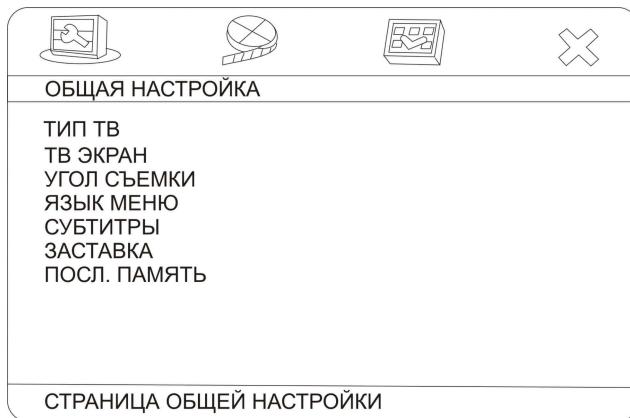 ОБЩАЯ НАСТРОЙКА
ТИП ТВ
ТВ ЭКРАН
УГОЛ СЪЕМКИ
ЯЗЫК МЕНЮ
СУБТИТРЫ
ЗАСТАВКА
ПОСЛ. ПАМЯТЬ
СТРАНИЦА ОБЩЕЙ НАСТРОЙКИ